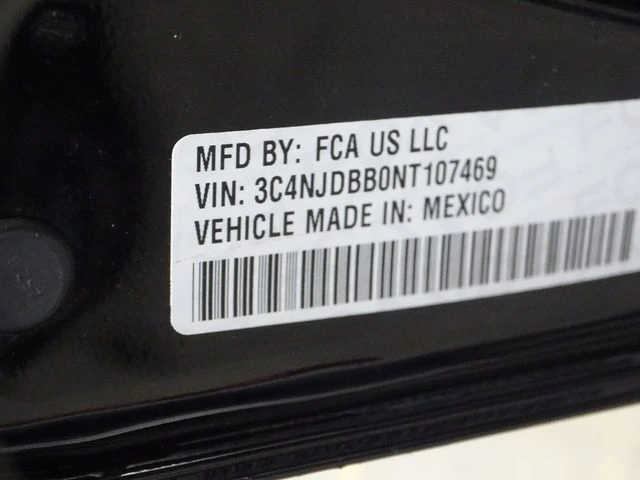 MFD BY: FCA US LLC
VIN: 3C4NJDBB0NT107469
VEHICLE MADE IN: MEXICO